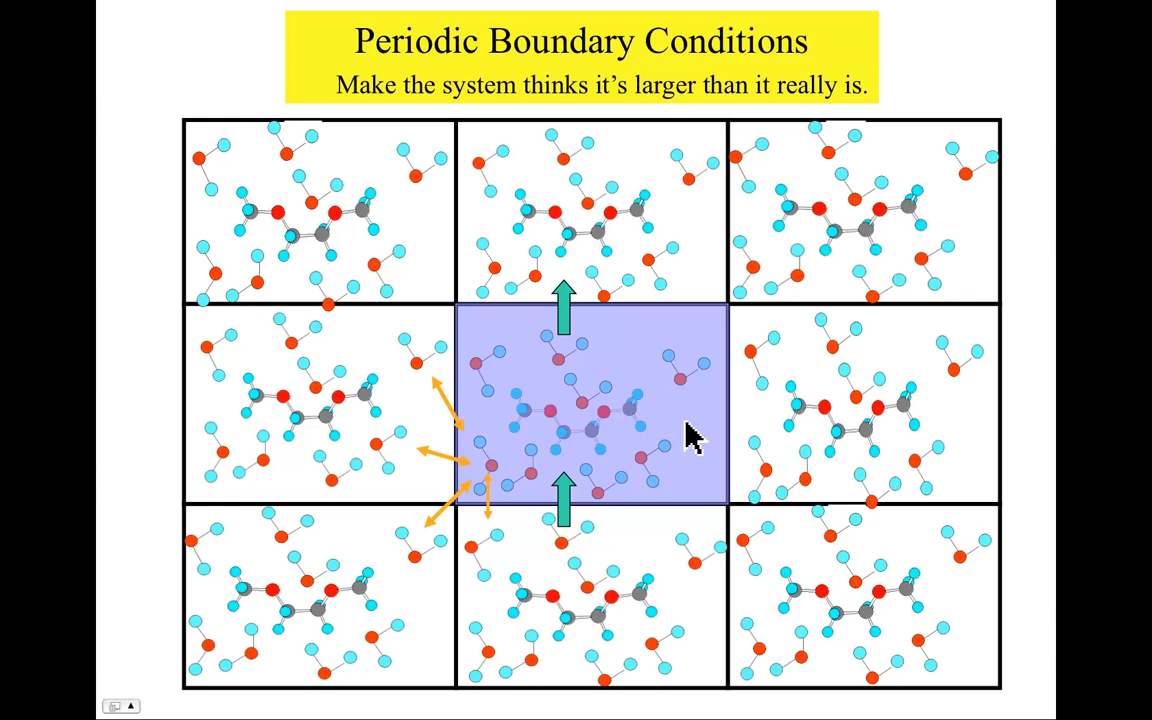 Periodic Boundary Conditions
Make the system thinks it's larger than it really is.